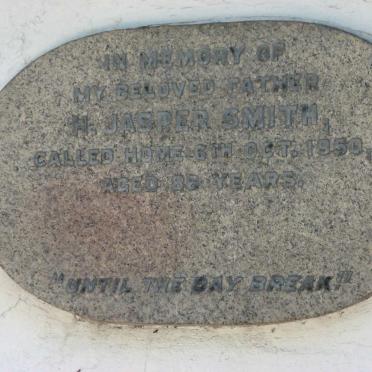 IN MEMORY OF
MY BELOVED FATHER
H. JASPER SMITH,
CALLED HOME 6TH OCT. 1950,
AGED YEARS.
"UNTIL THE DAY BREAK."